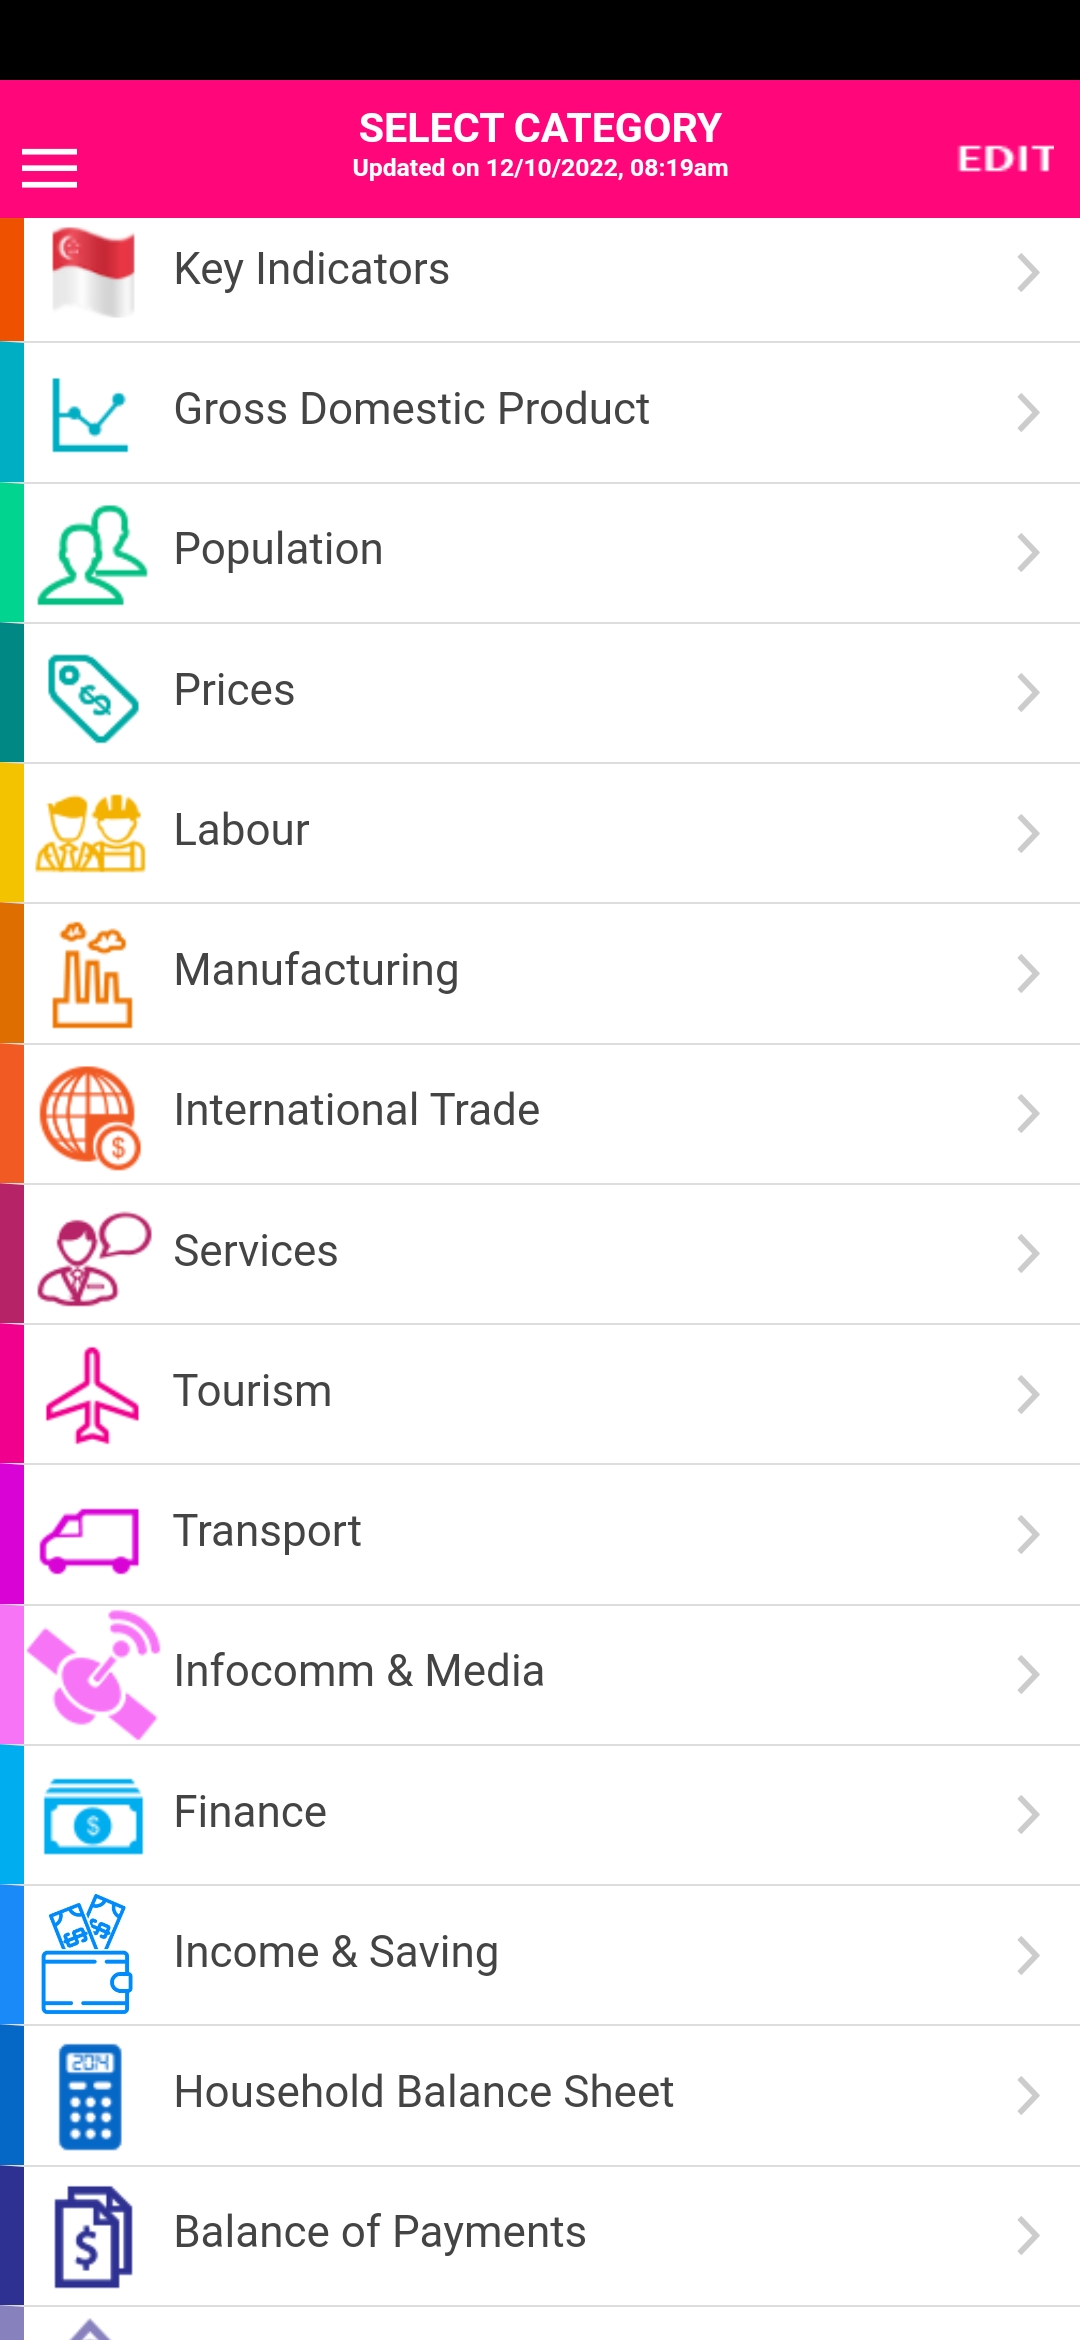 SELECT CATEGORY
Updated on 12/10/2022, 08:19am
EDIT
Key Indicators
Gross Domestic Product
Population
Prices
$
Labour
Manufacturing
International Trade
$
Services
Tourism
Transport
Infocomm & Media
Finance
$
Income & Saving
$ $
Household Balance Sheet
2014
Balance of Payments
$